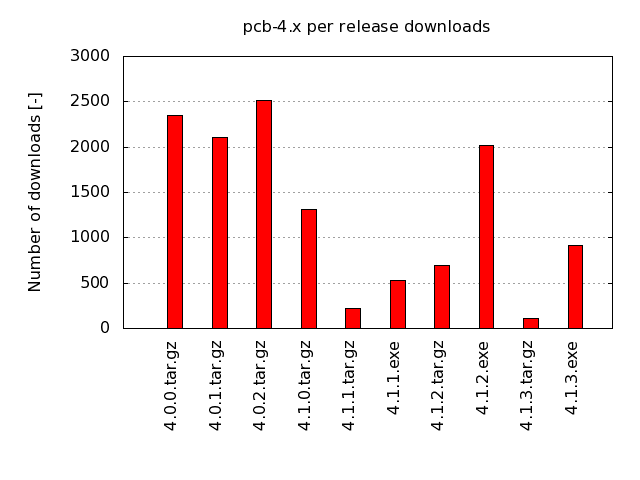 pcb-4.x per release downloads
Number of downloads [-]
3000
2500
2000
1500
1000
500
0
4.0.0.tar.gz
4.0.1.tar.gz
4.0.2.tar.gz
4.1.0.tar.gz
4.1.1.tar.gz
4.1.1.exe
4.1.2.tar.gz
4.1.2.exe
4.1.3.tar.gz
4.1.3.exe